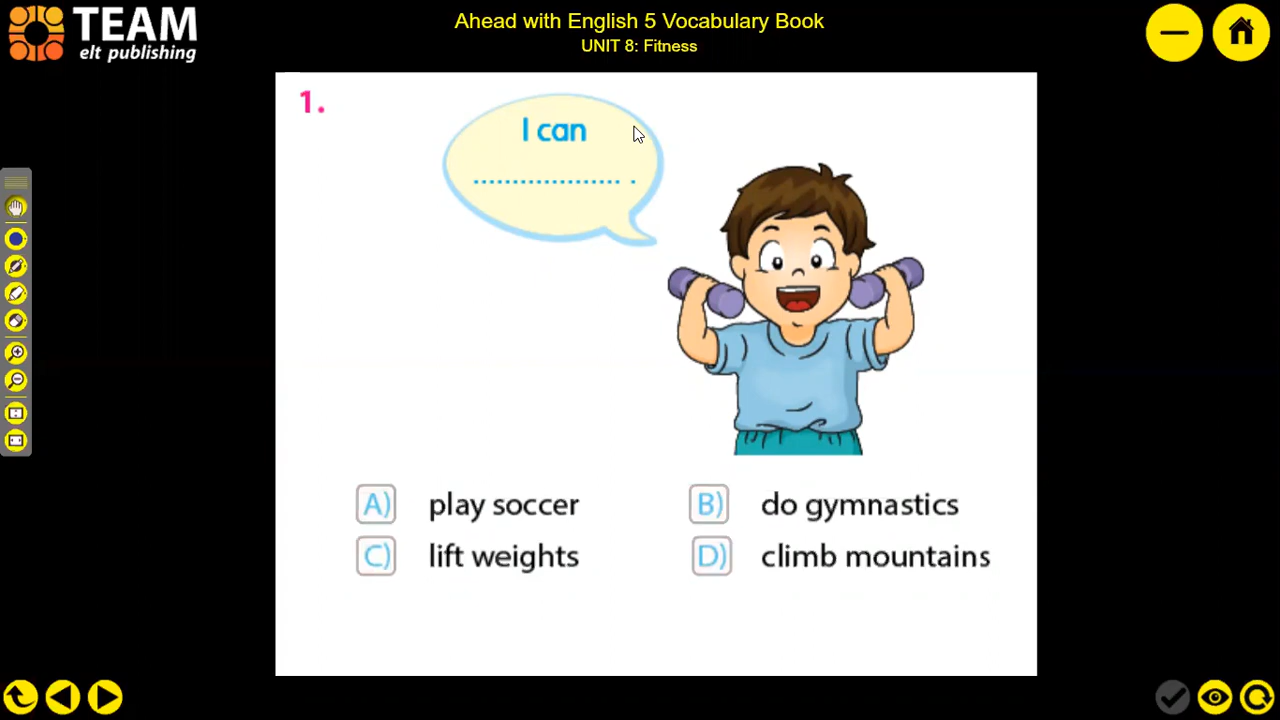 TEAM
elt publishing
Ahead with English 5 Vocabulary Book
UNIT 8: Fitness
1.
I can
................... .
A) play soccer
B) do gymnastics
C) lift weights
D) climb mountains